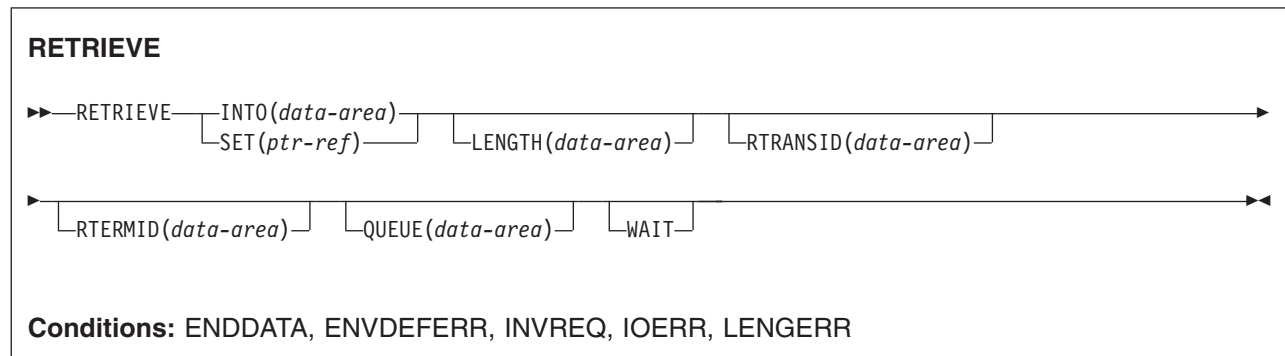 RETRIEVE
RETRIEVE INTO(data-area) LENGTH(data-area) RTRANSID(data-area)
SET(ptr-ref)
RTERMID(data-area) QUEUE(data-area) WAIT
Conditions: ENDDATA, ENVDEFERR, INVREQ, IOERR, LENGERR